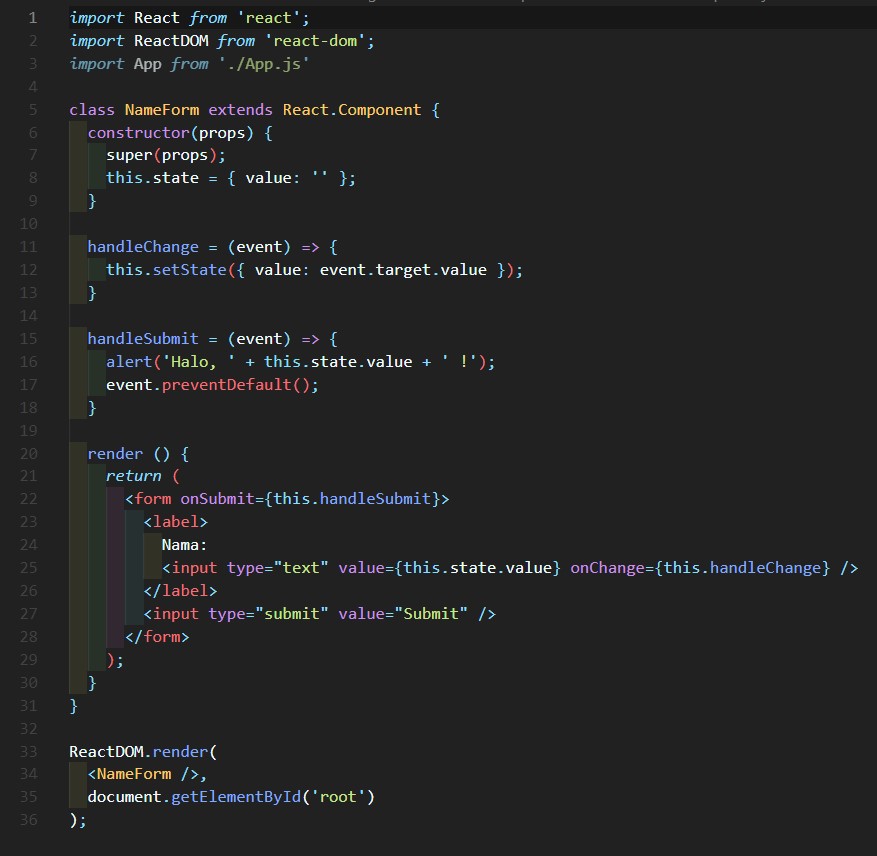 1 import React from 'react';
2 import ReactDOM from 'react-dom';
3 import App from './App.js'
4
5 class NameForm extends React.Component {
6   constructor(props) {
7     super(props);
8     this.state = { value: '' };
9   }
10
11   handleChange = (event) => {
12     this.setState({ value: event.target.value });
13   }
14
15   handleSubmit = (event) => {
16     alert('Halo, ' + this.state.value + ' !');
17     event.preventDefault();
18   }
19
20   render () {
21     return (
22       <form onSubmit={this.handleSubmit}>
23         <label>
24           Nama:
25           <input type="text" value={this.state.value} onChange={this.handleChange} />
26         </label>
27         <input type="submit" value="Submit" />
28       </form>
29     );
30   }
31 }
32
33 ReactDOM.render(
34   <NameForm />,
35   document.getElementById('root')
36 );